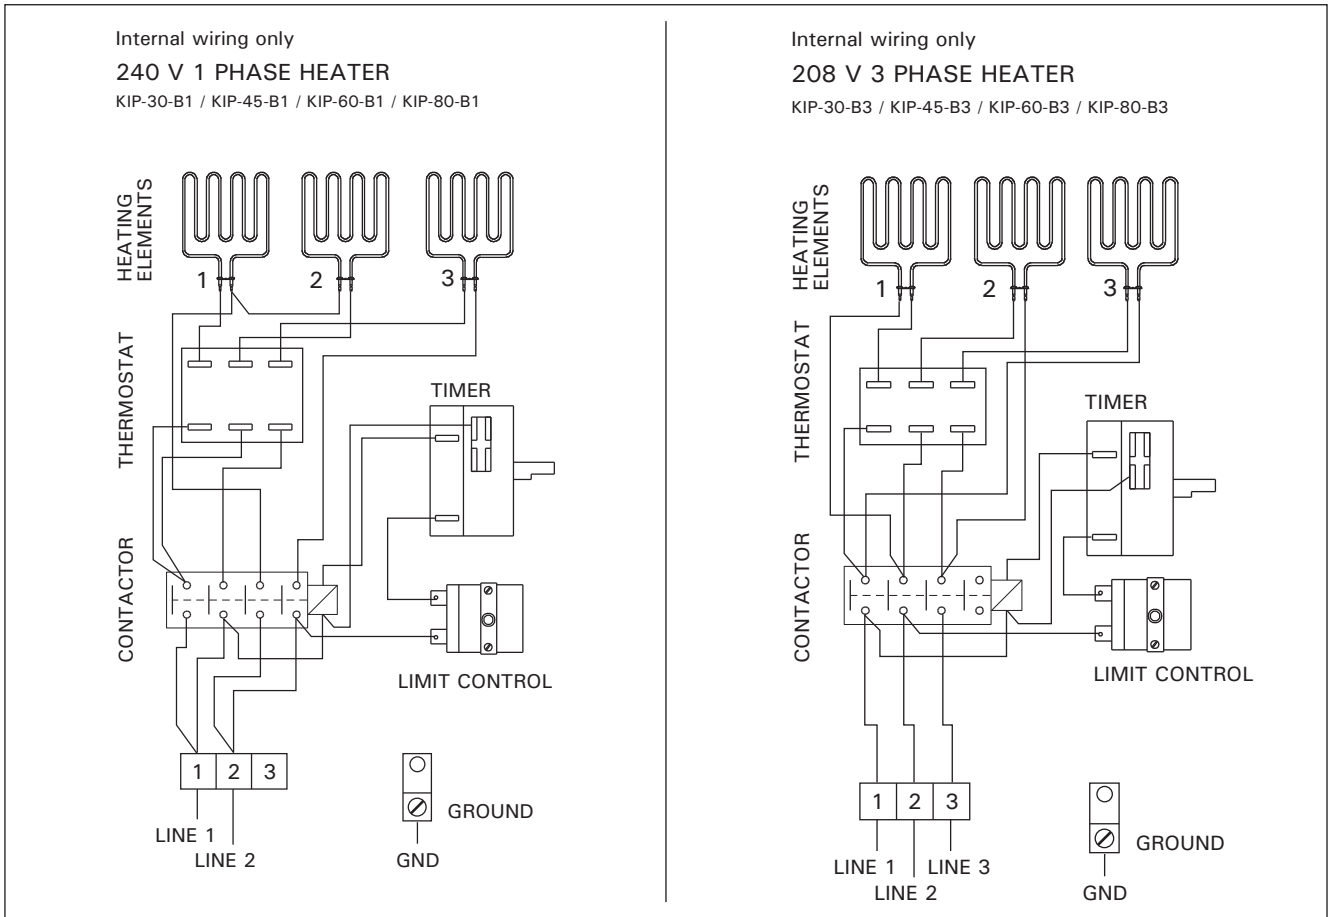 Internal wiring only
240 V 1 PHASE HEATER
KIP-30-B1 / KIP-45-B1 / KIP-60-B1 / KIP-80-B1
HEATING
ELEMENTS
1
2
3
THERMOSTAT
TIMER
CONTACTOR
LIMIT CONTROL
1 2 3
GROUND
LINE 1
LINE 2
GND
Internal wiring only
208 V 3 PHASE HEATER
KIP-30-B3 / KIP-45-B3 / KIP-60-B3 / KIP-80-B3
HEATING
ELEMENTS
1
2
3
THERMOSTAT
TIMER
CONTACTOR
LIMIT CONTROL
1 2 3
GROUND
LINE 1
LINE 3
LINE 2
GND